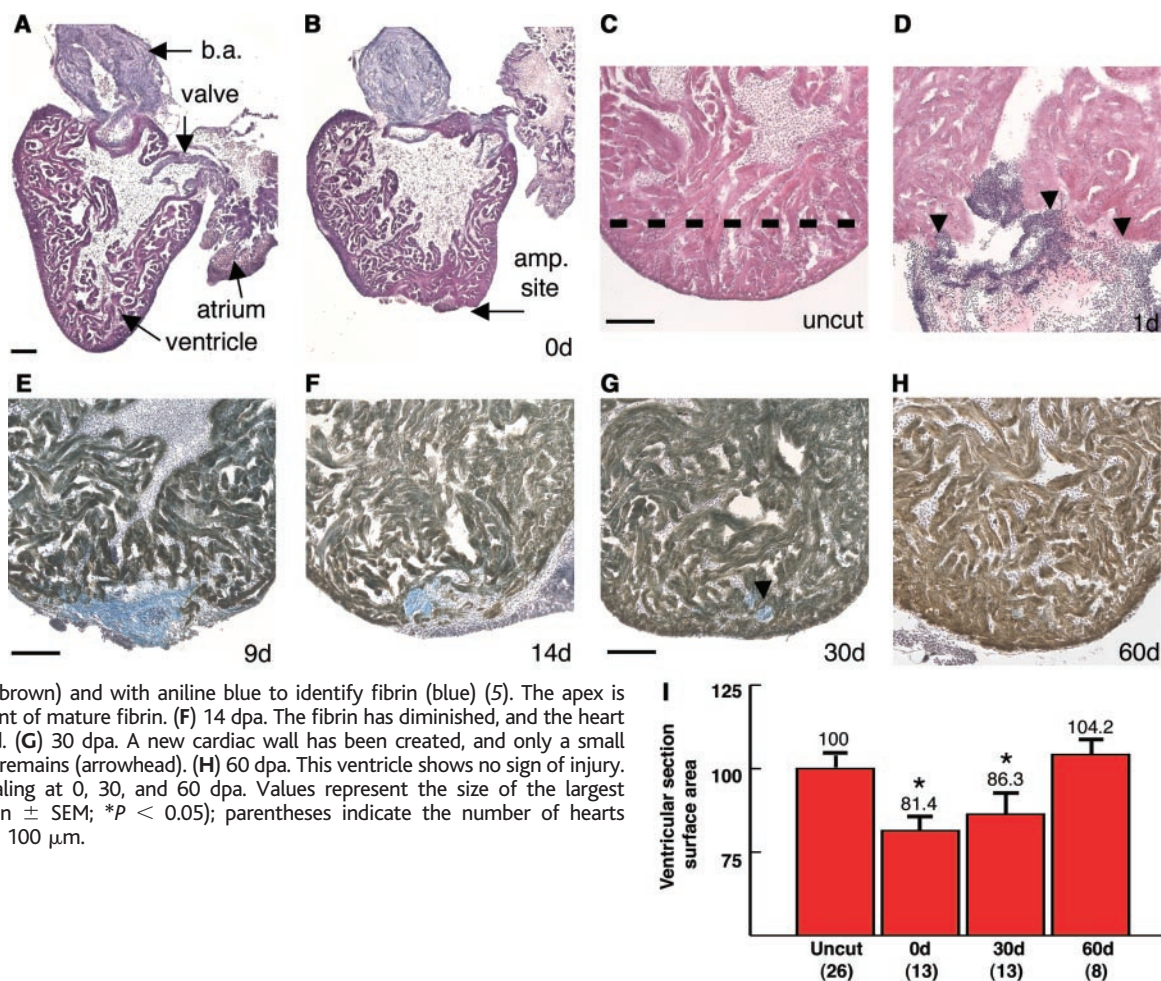 A
b.a.
valve
atrium
ventricle
B
amp.
site
0d
C
uncut
D
1d
E
9d
F
14d
G
30d
H
60d
brown) and with aniline blue to identify fibrin (blue) (5). The apex is
nt of mature fibrin. (F) 14 dpa. The fibrin has diminished, and the heart
d. (G) 30 dpa. A new cardiac wall has been created, and only a small
remains (arrowhead). (H) 60 dpa. This ventricle shows no sign of injury.
aling at 0, 30, and 60 dpa. Values represent the size of the largest
n ± SEM; *P < 0.05); parentheses indicate the number of hearts
100 μm.
I
Ventricular section
surface area
125
100
75
100
*
81.4
*
86.3
104.2
Uncut 0d 30d 60d
(26) (13) (13) (8)